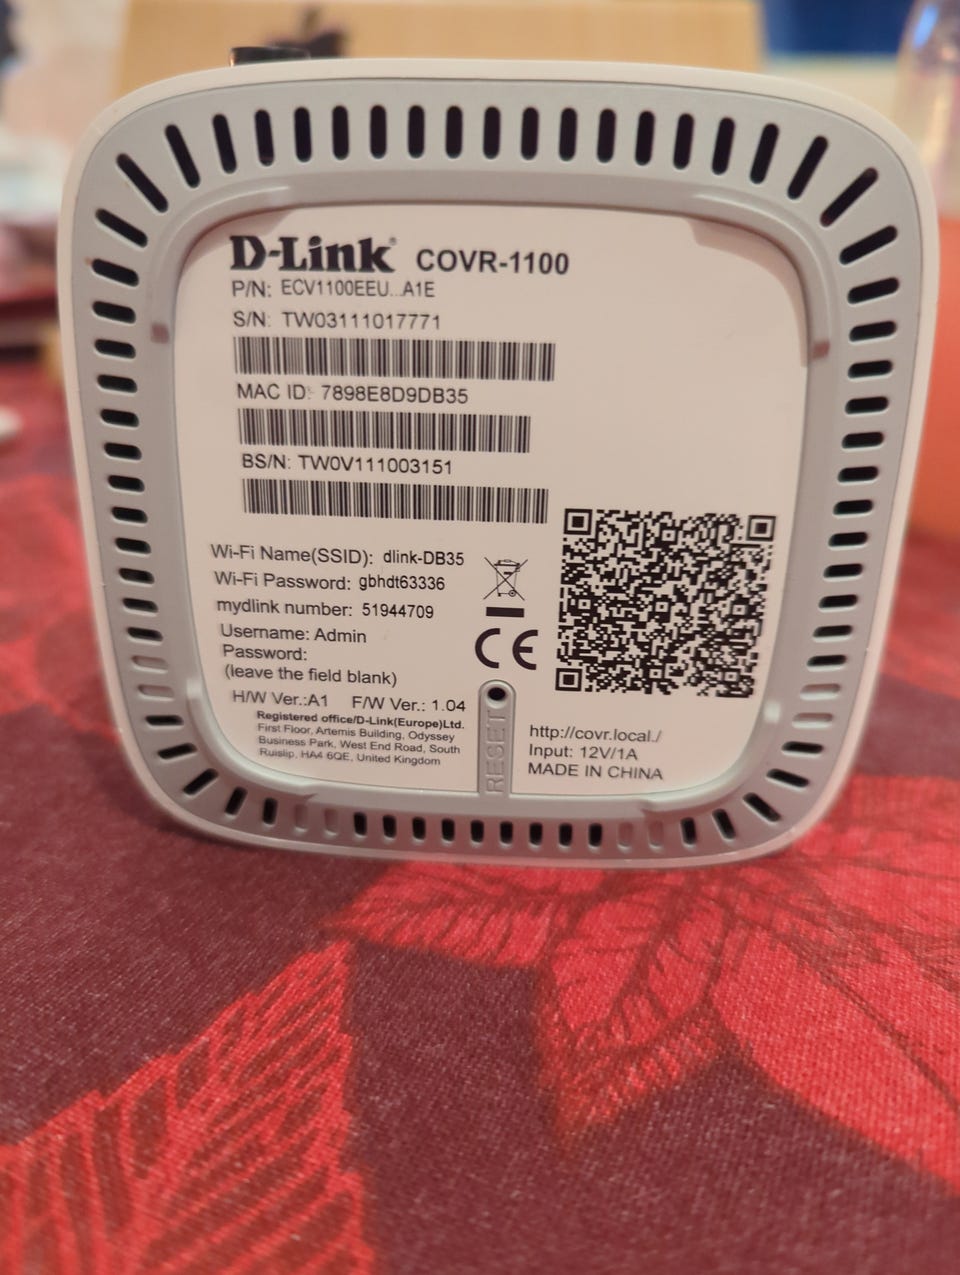 D-Link COVR-1100
P/N: ECV1100EEU...A1E
S/N: TW03111017771
MAC ID: 7898E8D9DB35
BS/N: TW0V111003151
Wi-Fi Name(SSID): dlink-DB35
Wi-Fi Password: gbhdt63336
mydlink number: 51944709
Username: Admin
Password:
(leave the field blank)
H/W Ver.:A1 F/W Ver.: 1.04
Registered office/D-Link(Europe)Ltd.
First Floor, Artemis Building, Odyssey
Business Park, West End Road, South
Ruislip, HA4 6QE, United Kingdom
CE
RESET
http://covr.local./
Input: 12V/1A
MADE IN CHINA